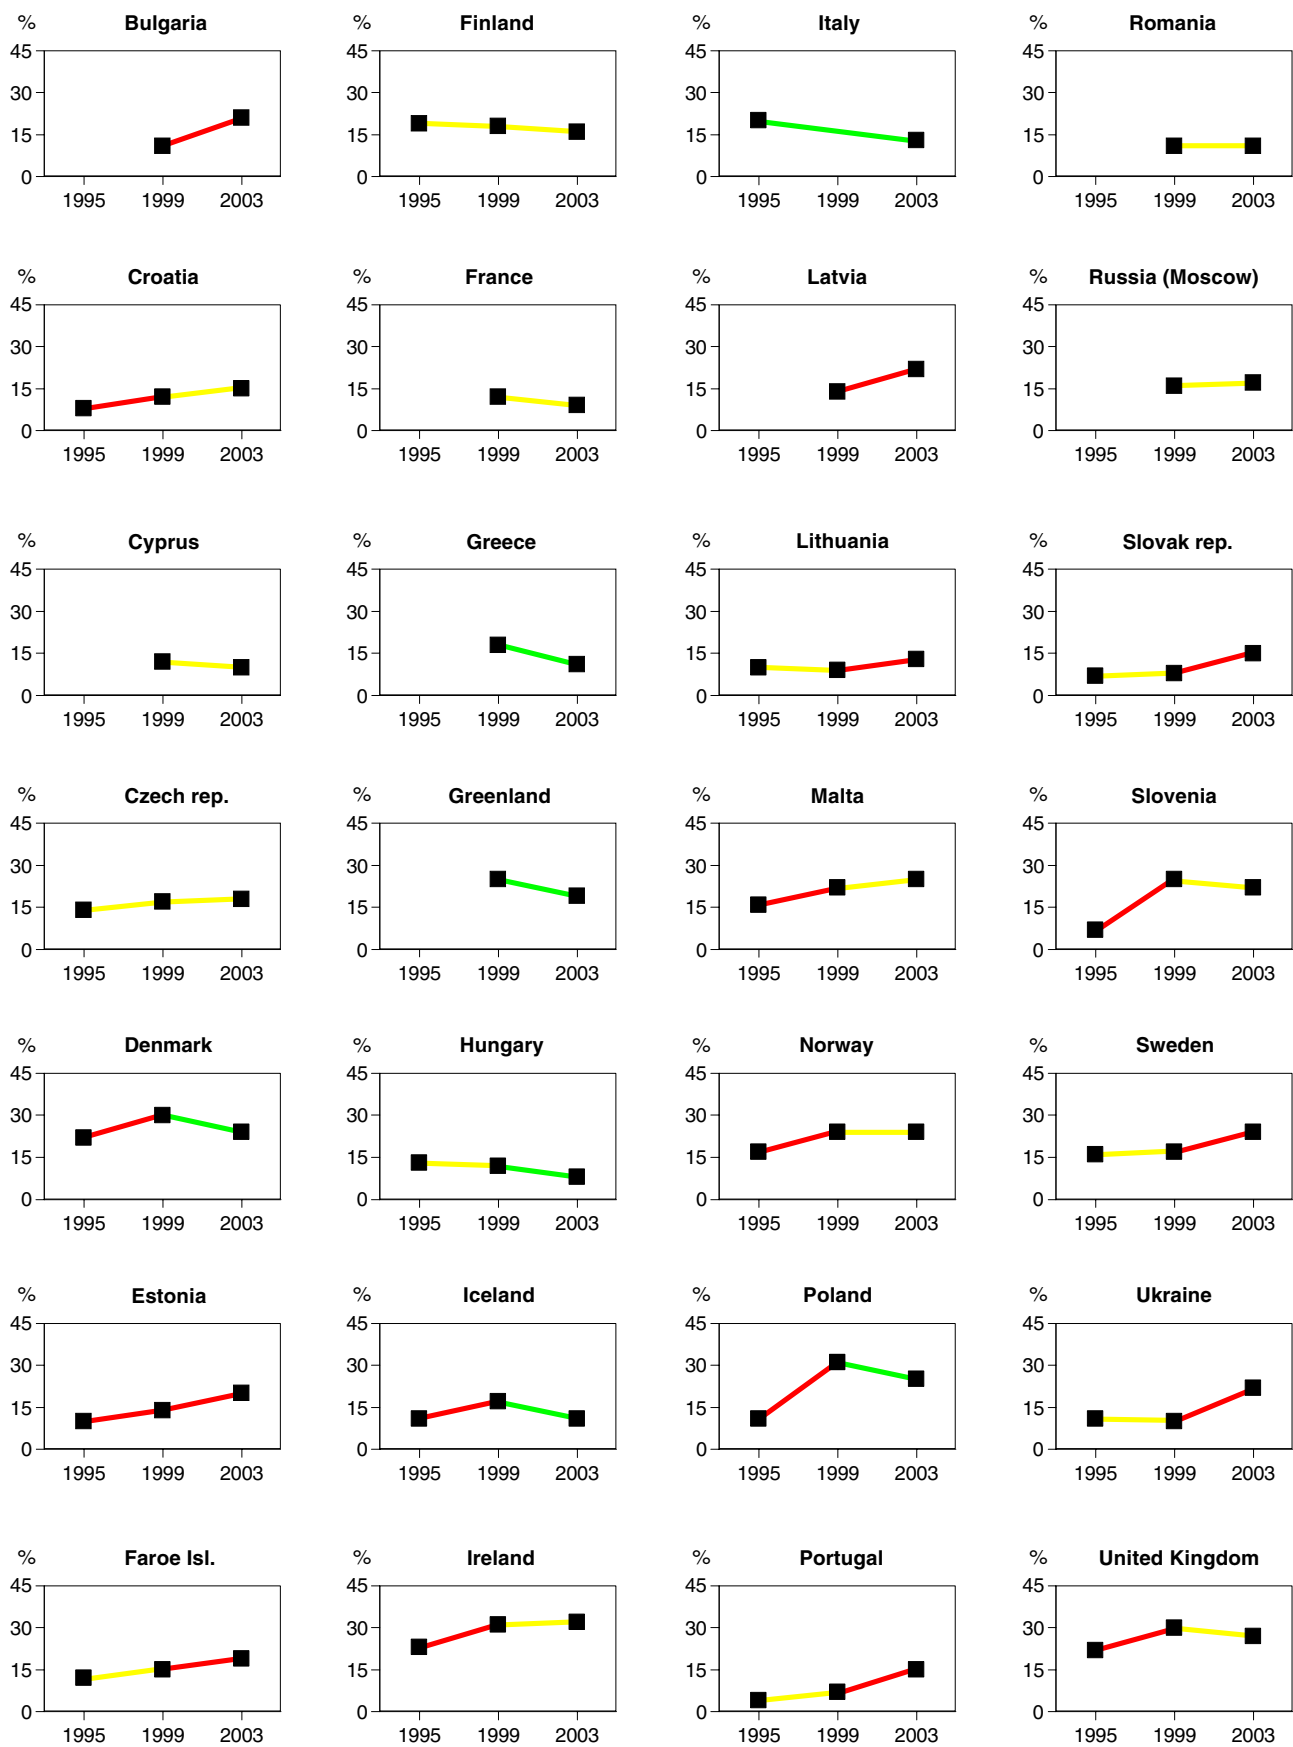 % Bulgaria % Finland % Italy % Romania
45 45 45 45
30 30 30 30
15 15 15 15
0 0 0 0
1995 1999 2003 1995 1999 2003 1995 1999 2003 1995 1999 2003
% Croatia % France % Latvia % Russia (Moscow)
45 45 45 45
30 30 30 30
15 15 15 15
0 0 0 0
1995 1999 2003 1995 1999 2003 1995 1999 2003 1995 1999 2003
% Cyprus % Greece % Lithuania % Slovak rep.
45 45 45 45
30 30 30 30
15 15 15 15
0 0 0 0
1995 1999 2003 1995 1999 2003 1995 1999 2003 1995 1999 2003
% Czech rep. % Greenland % Malta % Slovenia
45 45 45 45
30 30 30 30
15 15 15 15
0 0 0 0
1995 1999 2003 1995 1999 2003 1995 1999 2003 1995 1999 2003
% Denmark % Hungary % Norway % Sweden
45 45 45 45
30 30 30 30
15 15 15 15
0 0 0 0
1995 1999 2003 1995 1999 2003 1995 1999 2003 1995 1999 2003
% Estonia % Iceland % Poland % Ukraine
45 45 45 45
30 30 30 30
15 15 15 15
0 0 0 0
1995 1999 2003 1995 1999 2003 1995 1999 2003 1995 1999 2003
% Faroe Isl. % Ireland % Portugal % United Kingdom
45 45 45 45
30 30 30 30
15 15 15 15
0 0 0 0
1995 1999 2003 1995 1999 2003 1995 1999 2003 1995 1999 2003